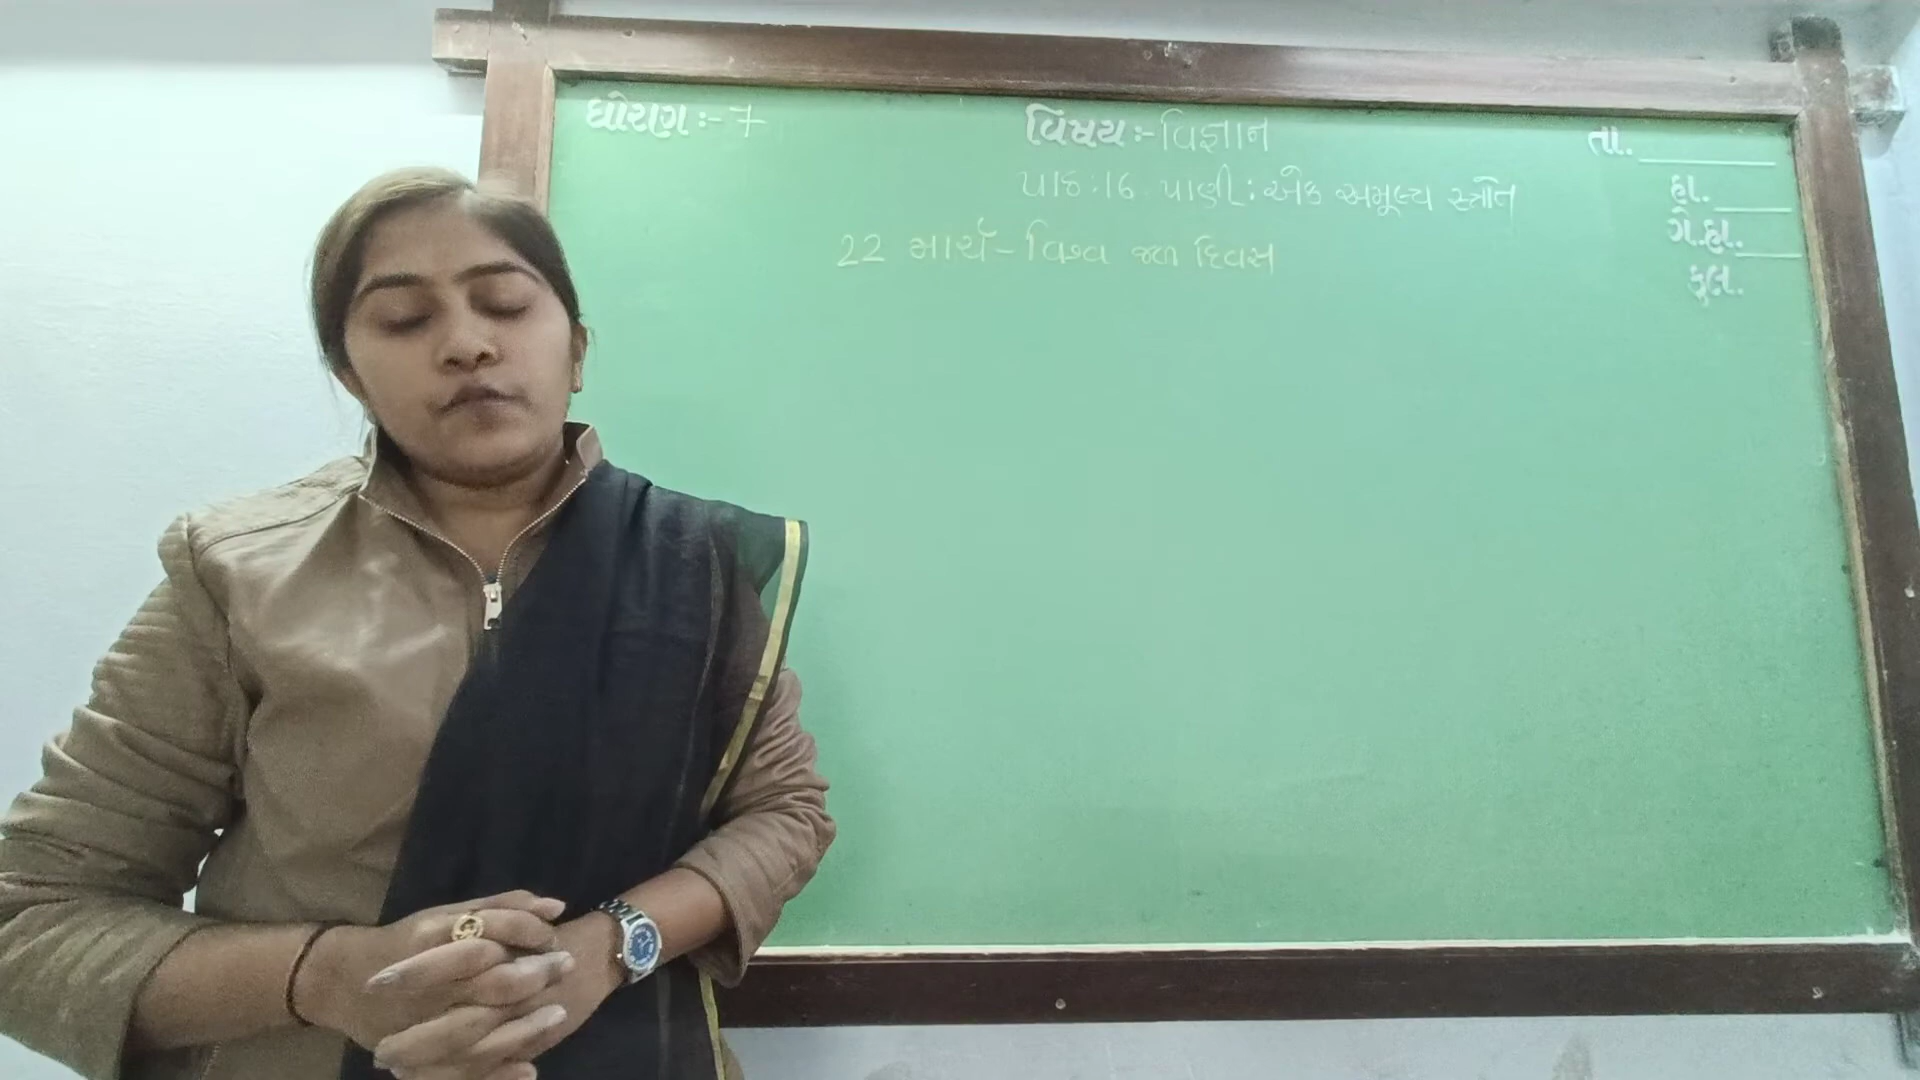 ધોરણ :- 7
વિષય :- વિજ્ઞાન
પાઠ : 16 પાણી : એક અમૂલ્ય સ્ત્રોત
22 માર્ચ - વિશ્વ જળ દિવસ
તા.
હા.
ગે.હા.
કુલ.